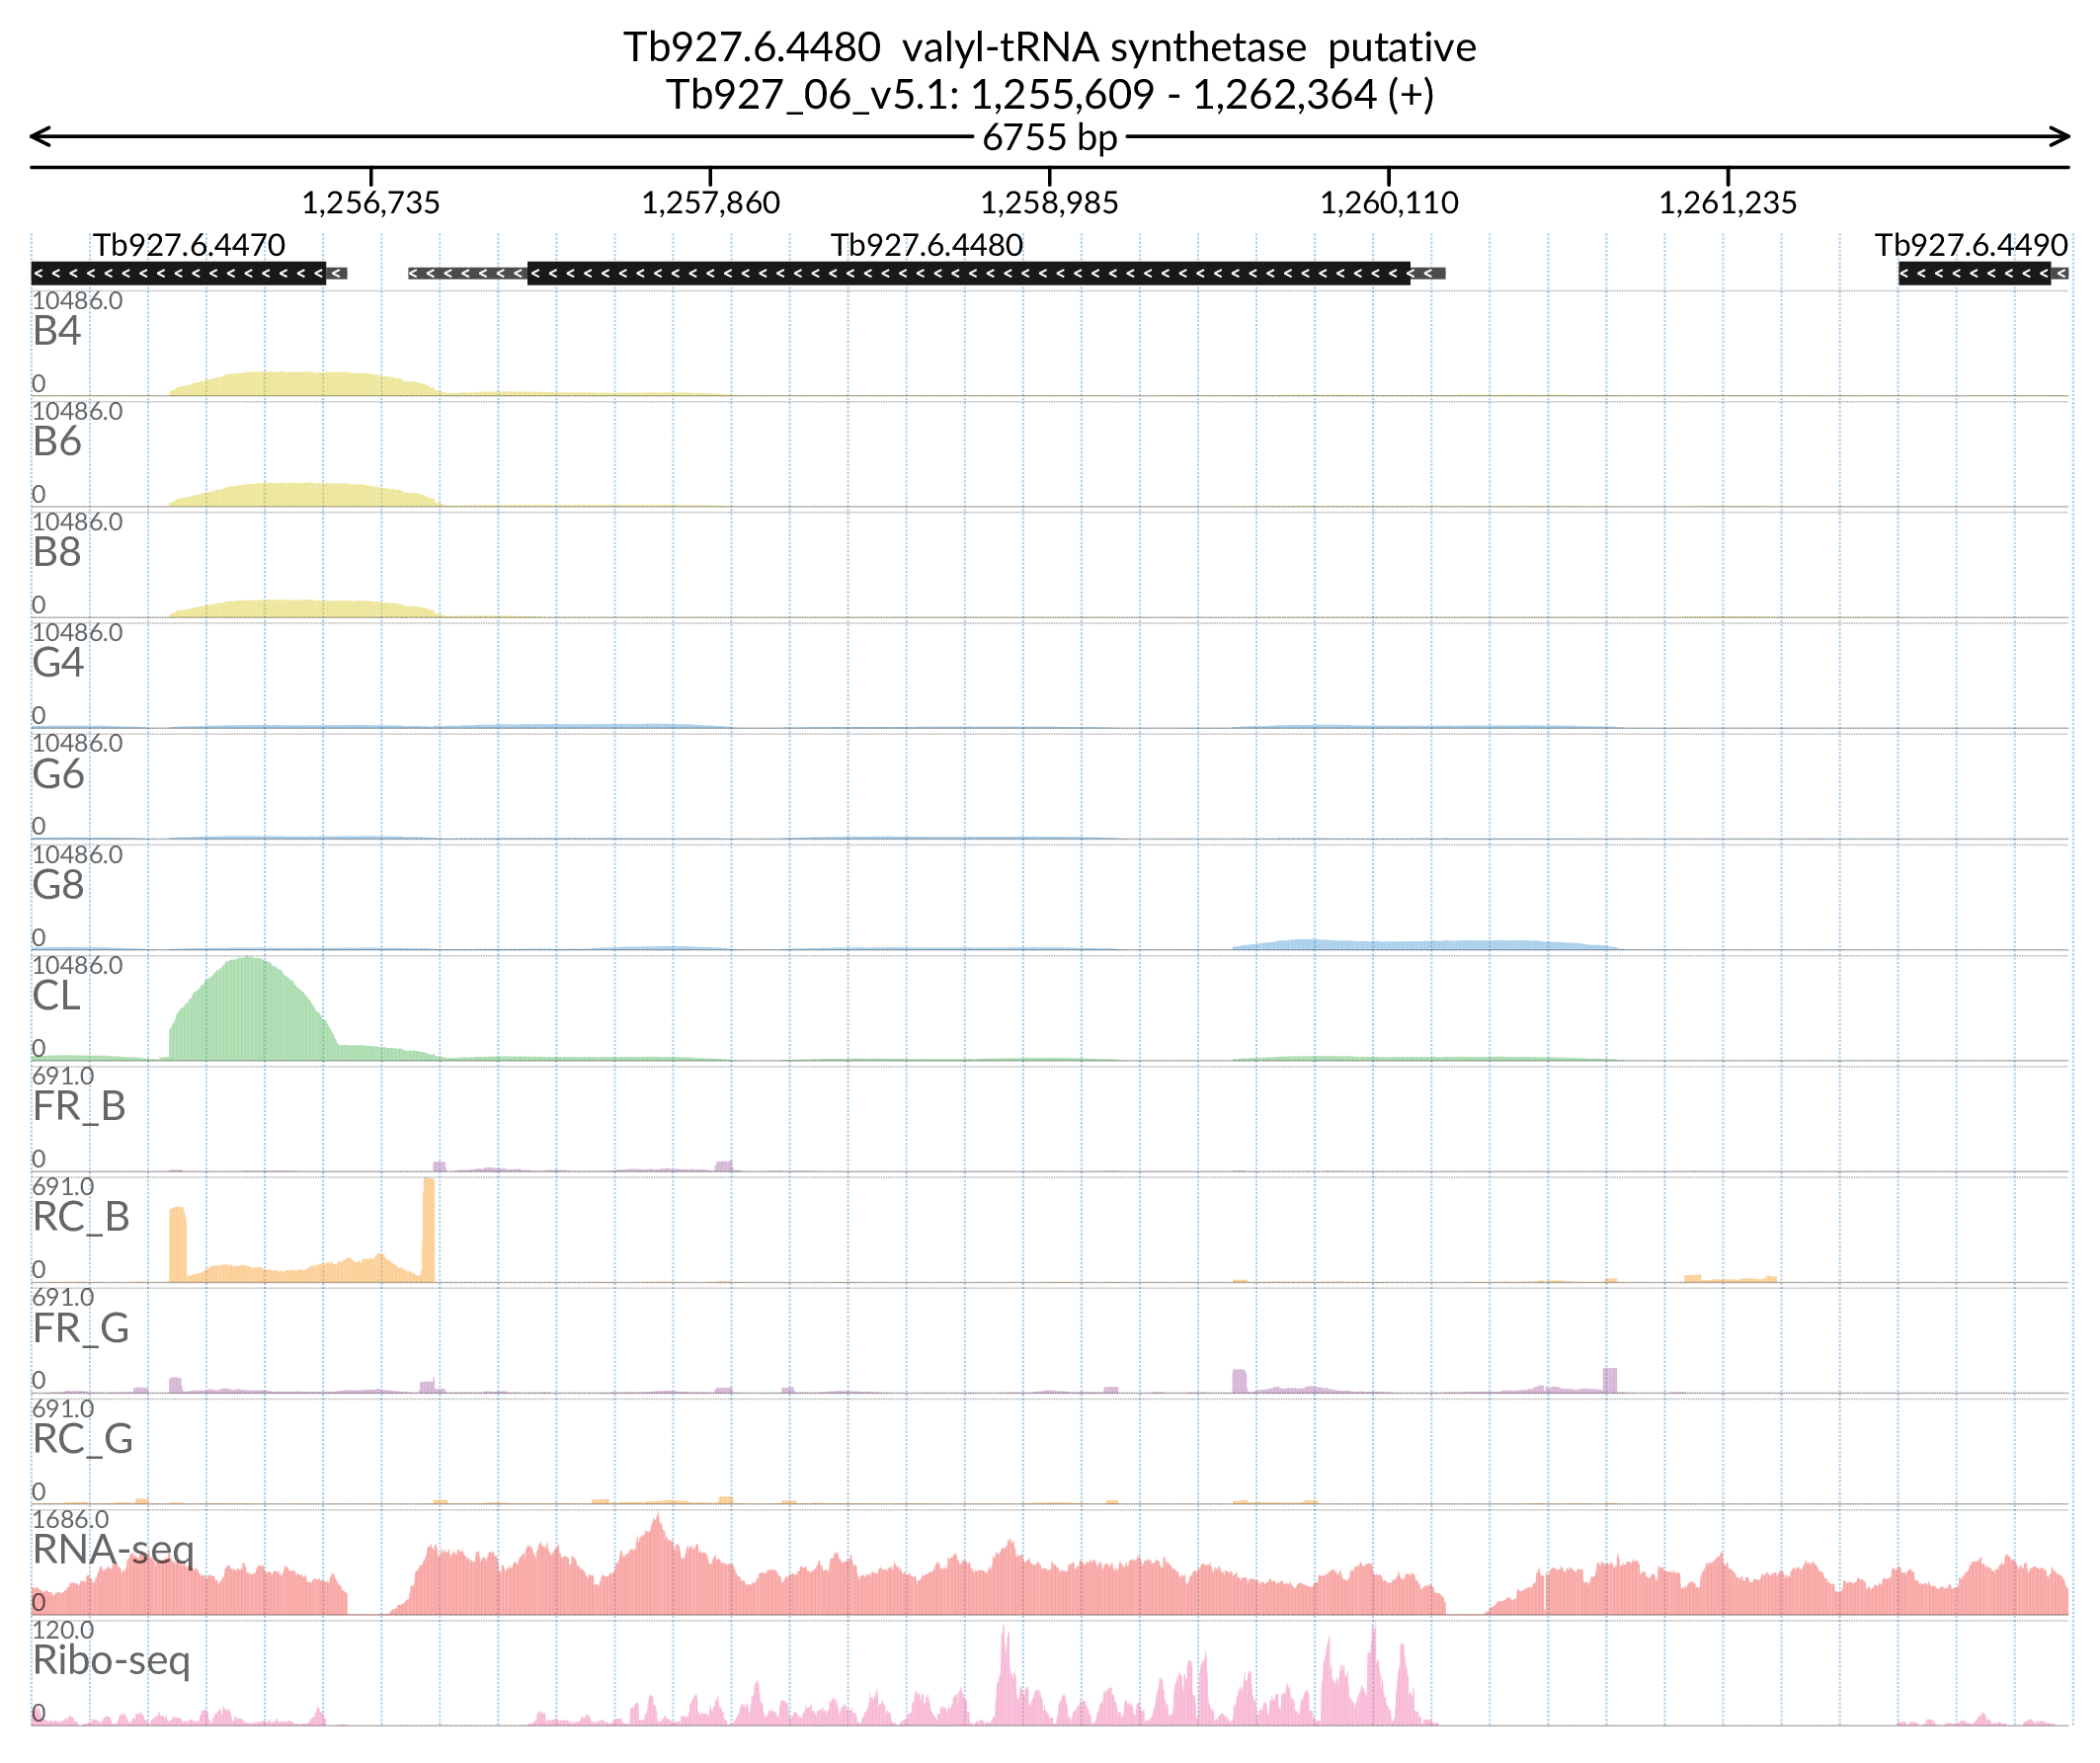 Tb927.6.4480 valyl-tRNA synthetase putative
Tb927_06_v5.1: 1,255,609 - 1,262,364 (+)
6755 bp
1,256,735 1,257,860 1,258,985 1,260,110 1,261,235
Tb927.6.4470 Tb927.6.4480 Tb927.6.4490
10486.0
B4
0
10486.0
B6
0
10486.0
B8
0
10486.0
G4
0
10486.0
G6
0
10486.0
G8
0
10486.0
CL
0
691.0
FR_B
0
691.0
RC_B
0
691.0
FR_G
0
691.0
RC_G
0
1686.0
RNA-seq
0
120.0
Ribo-seq
0